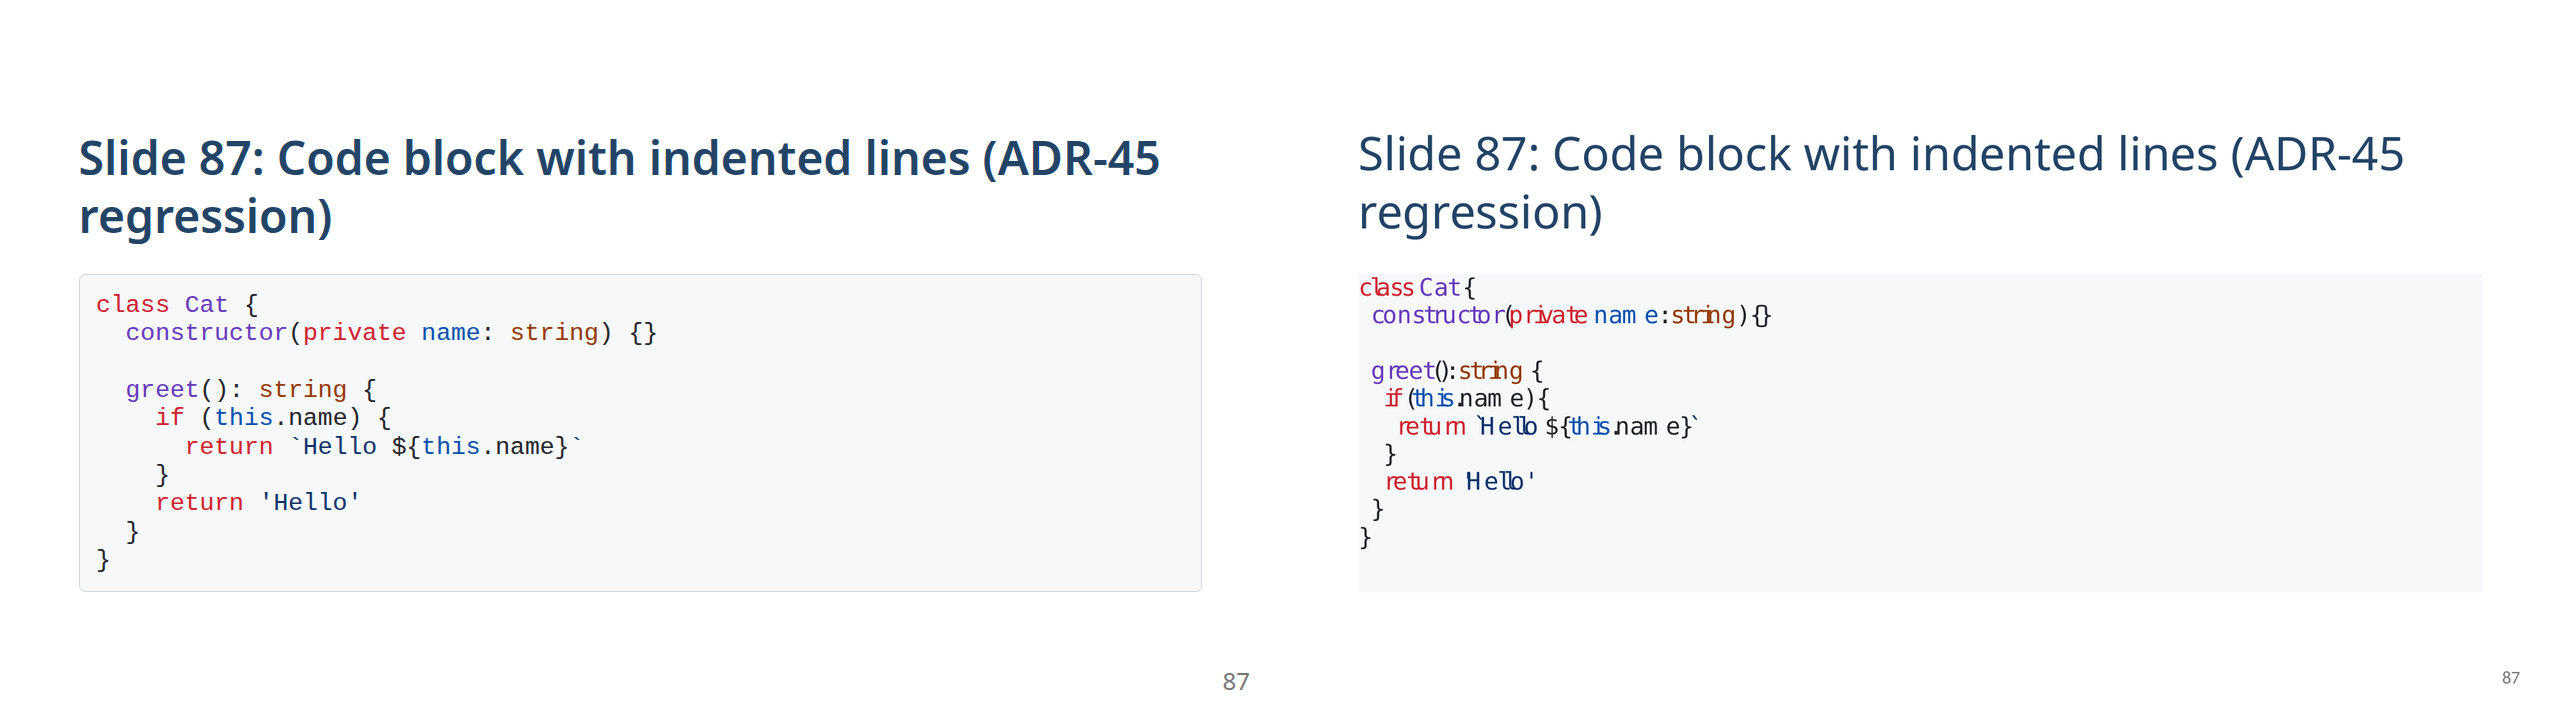 Slide 87: Code block with indented lines (ADR-45
regression)
class Cat {
  constructor(private name: string) {}

  greet(): string {
    if (this.name) {
      return `Hello ${this.name}`
    }
    return 'Hello'
  }
}
87
Slide 87: Code block with indented lines (ADR-45
regression)
class Cat {
  constructor(private name: string) {}

  greet(): string {
    if (this.name) {
      return `Hello ${this.name}`
    }
    return 'Hello'
  }
}
87